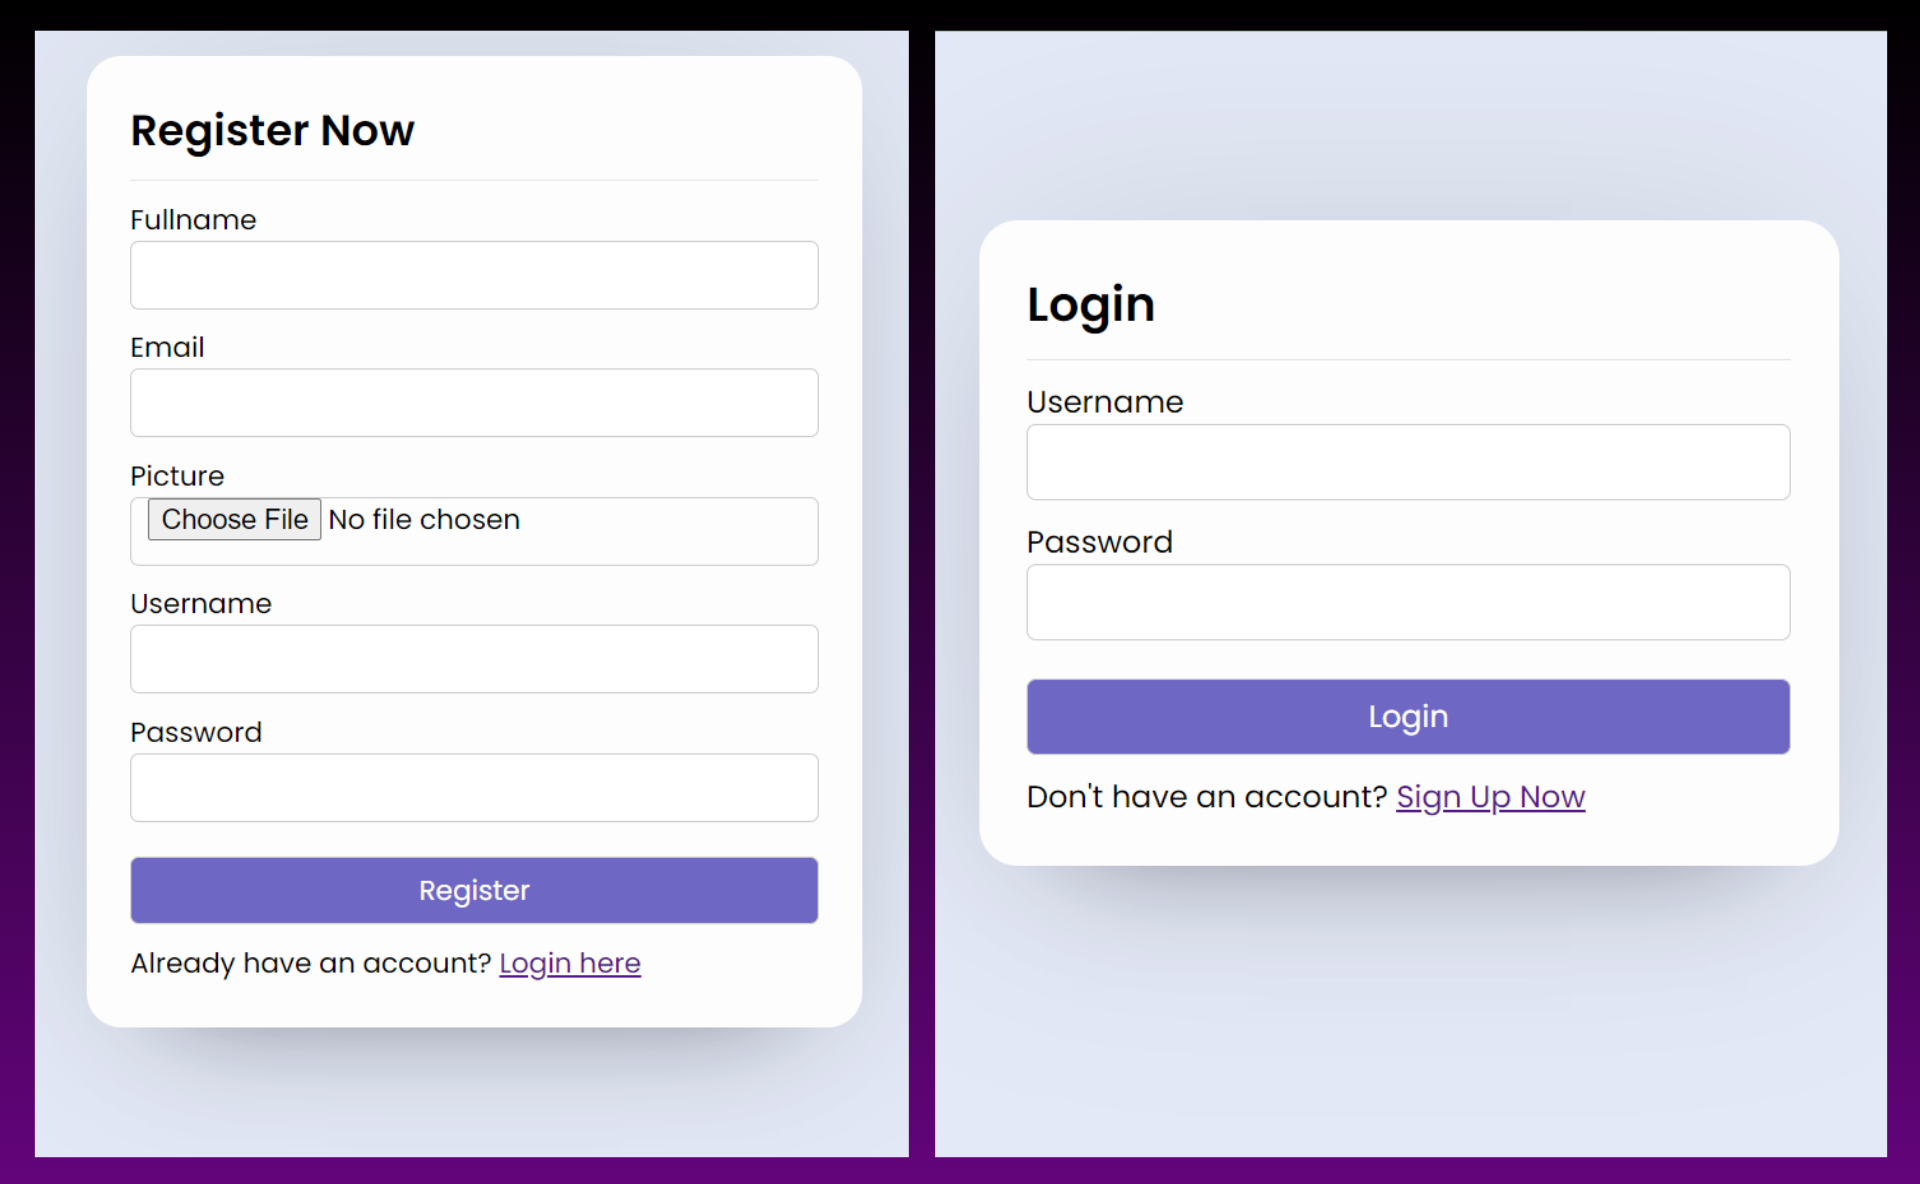 Register Now
Fullname
Email
Picture
Choose File No file chosen
Username
Password
Register
Already have an account? Login here
Login
Username
Password
Login
Don't have an account? Sign Up Now